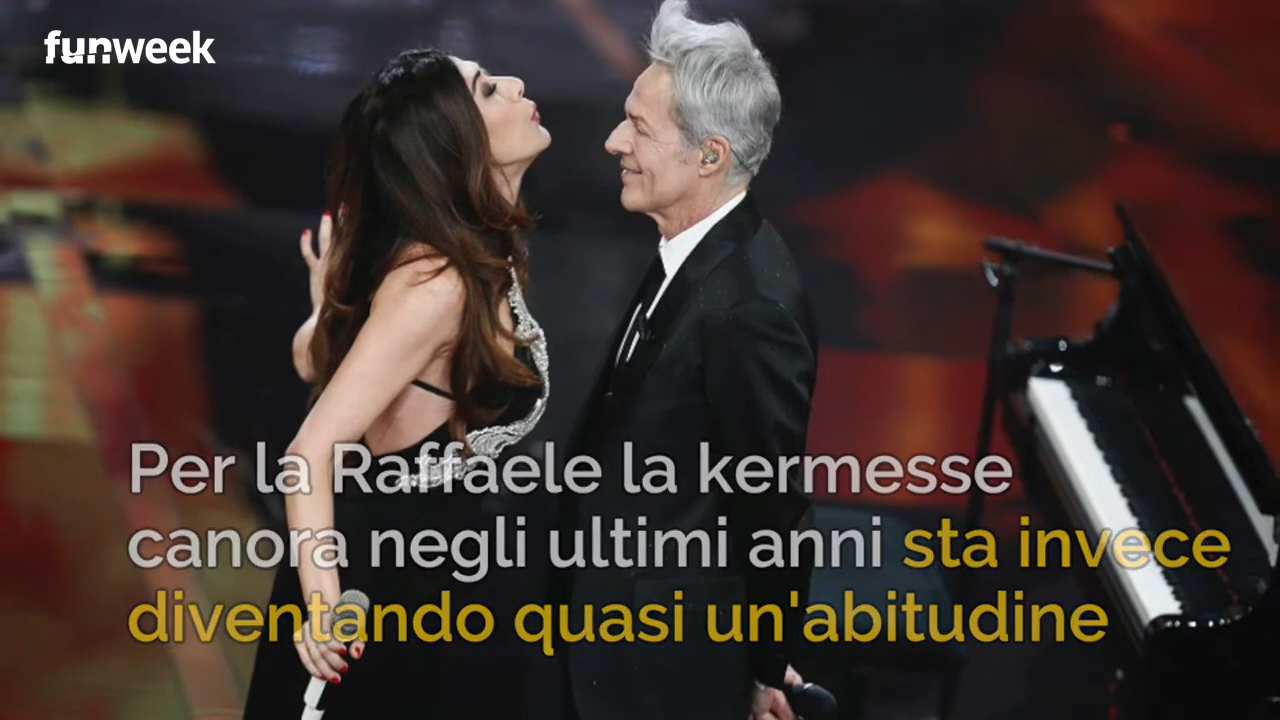 funweek
Per la Raffaele la kermesse
canora negli ultimi anni sta invece
diventando quasi un'abitudine